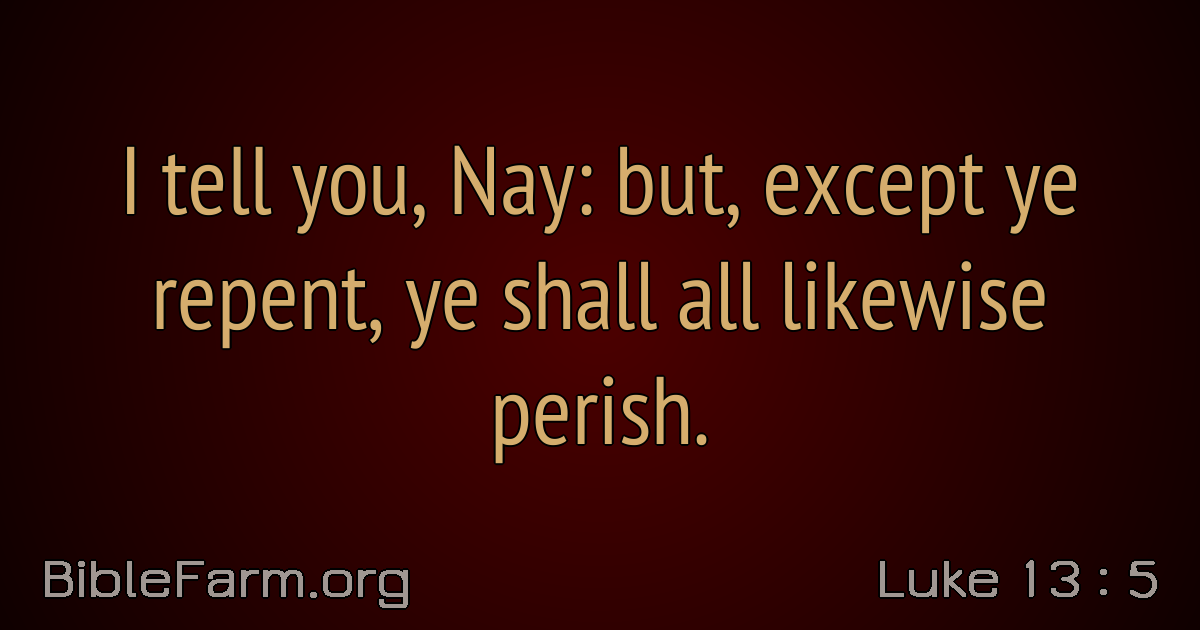 I tell you, Nay: but, except ye
repent, ye shall all likewise
perish.
BibleFarm.org
Luke 13 : 5